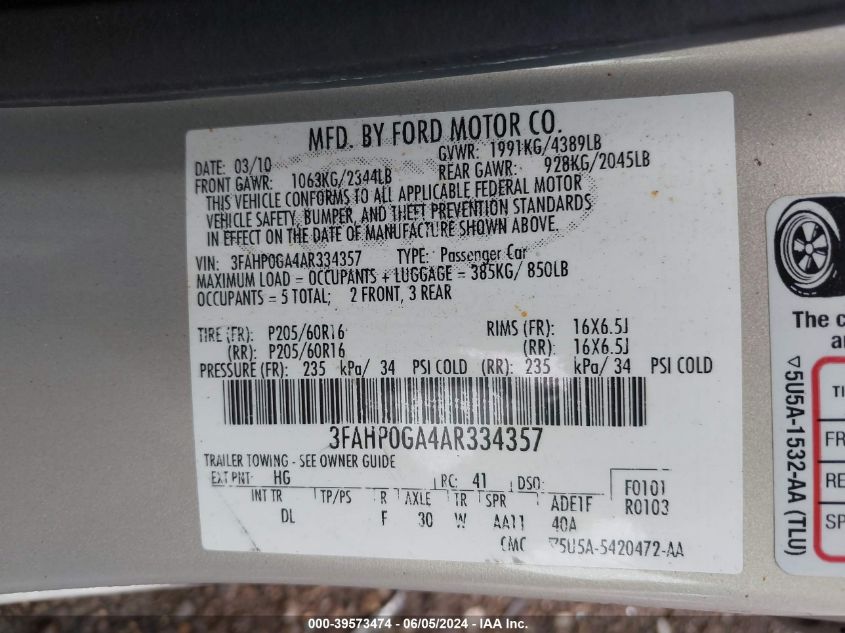 MFD. BY FORD MOTOR CO.
DATE: 03/10 GVWR: 1991KG/4389LB
FRONT GAWR: 1063KG/2344LB REAR GAWR: 928KG/2045LB
THIS VEHICLE CONFORMS TO ALL APPLICABLE FEDERAL MOTOR
VEHICLE SAFETY, BUMPER, AND THEFT PREVENTION STANDARDS
IN EFFECT ON THE DATE OF MANUFACTURE SHOWN ABOVE.
VIN: 3FAHP0GA4AR334357 TYPE: Passenger Car
MAXIMUM LOAD = OCCUPANTS + LUGGAGE = 385KG/ 850LB
OCCUPANTS = 5 TOTAL; 2 FRONT, 3 REAR
TIRE (FR): P205/60R16 RIMS (FR): 16X6.5J
(RR): P205/60R16 (RR): 16X6.5J
PRESSURE (FR): 235 kPa/ 34 PSI COLD (RR): 235 kPa/ 34 PSI COLD
3FAHP0GA4AR334357
TRAILER TOWING - SEE OWNER GUIDE
EXT PNT: HG RC: 41 DSO: F0101
INT TR TP/PS R AXLE TR SPR ADE1F R0103
DL F 30 W AA11 40A
CMC ▽5U5A-5420472-AA
▽5U5A-1532-AA (TLU)
The c
a
TI
FR
RE
SP
000-39573474 - 06/05/2024 - IAA Inc.